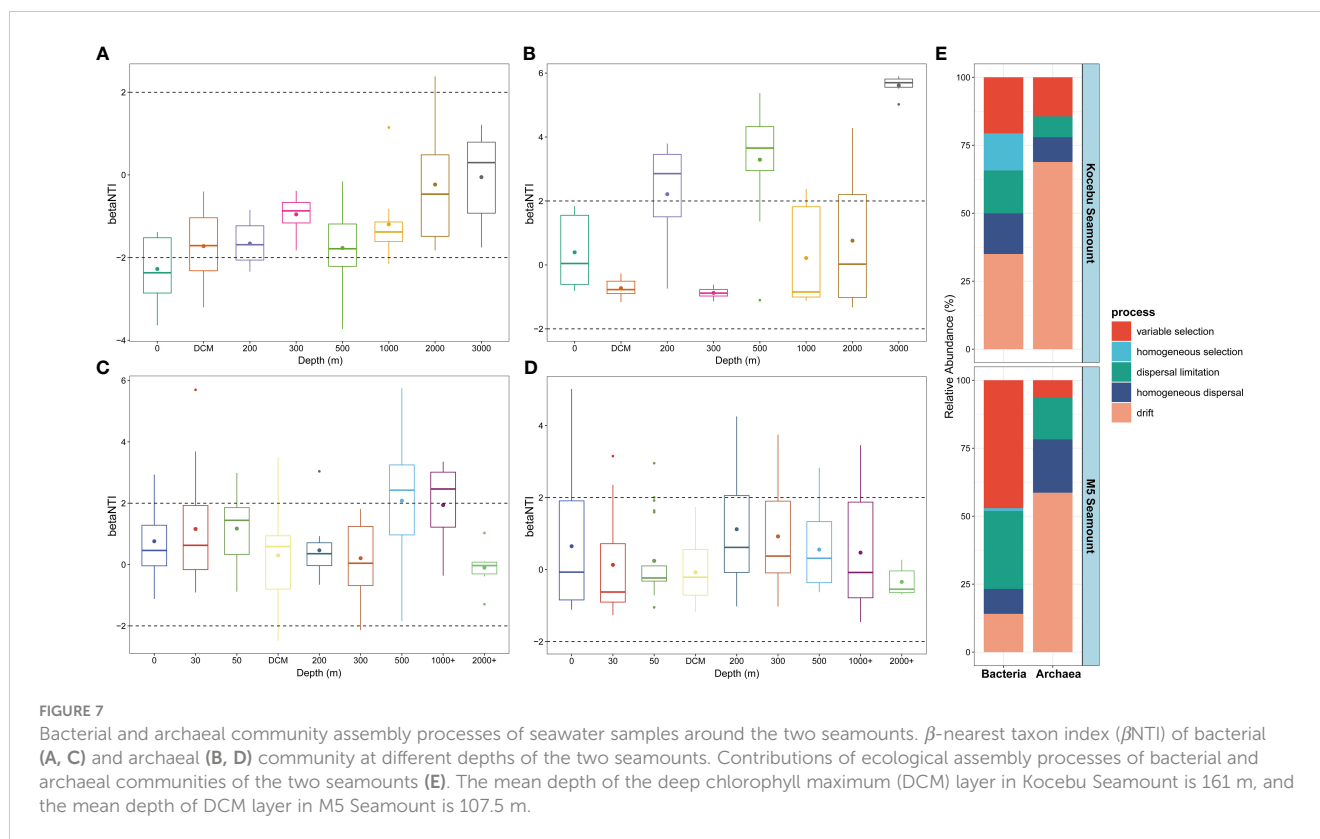 A
betaNTI
2
0
−2
−4
0 DCM 200 300 500 1000 2000 3000
Depth (m)
B
betaNTI
6
4
2
0
−2
0 DCM 200 300 500 1000 2000 3000
Depth (m)
C
betaNTI
6
4
2
0
−2
0 30 50 DCM 200 300 500 1000+ 2000+
Depth (m)
D
betaNTI
4
2
0
−2
0 30 50 DCM 200 300 500 1000+ 2000+
Depth (m)
E
Relative Abundance (%)
100
75
50
25
0
Kocebu Seamount
100
75
50
25
0
M5 Seamount
Bacteria Archaea
process
variable selection
homogeneous selection
dispersal limitation
homogeneous dispersal
drift
FIGURE 7
Bacterial and archaeal community assembly processes of seawater samples around the two seamounts. β-nearest taxon index (βNTI) of bacterial
(A, C) and archaeal (B, D) community at different depths of the two seamounts. Contributions of ecological assembly processes of bacterial and
archaeal communities of the two seamounts (E). The mean depth of the deep chlorophyll maximum (DCM) layer in Kocebu Seamount is 161 m, and
the mean depth of DCM layer in M5 Seamount is 107.5 m.